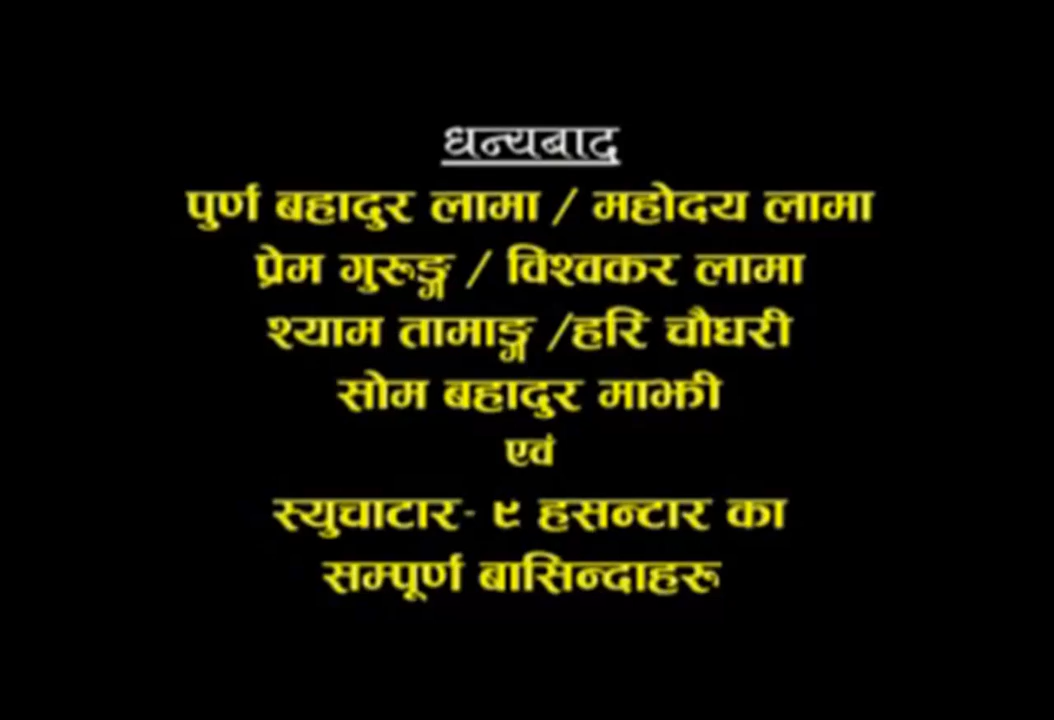 धन्यबाद
पुर्ण बहादुर लामा / महोदय लामा
प्रेम गुरूङ्ग / विश्वकर लामा
श्याम तामाङ्ग /हरि चौधरी
सोम बहादुर माझी
एवं
स्युचाटार- ९ हसन्टार का
सम्पूर्ण बासिन्दाहरु